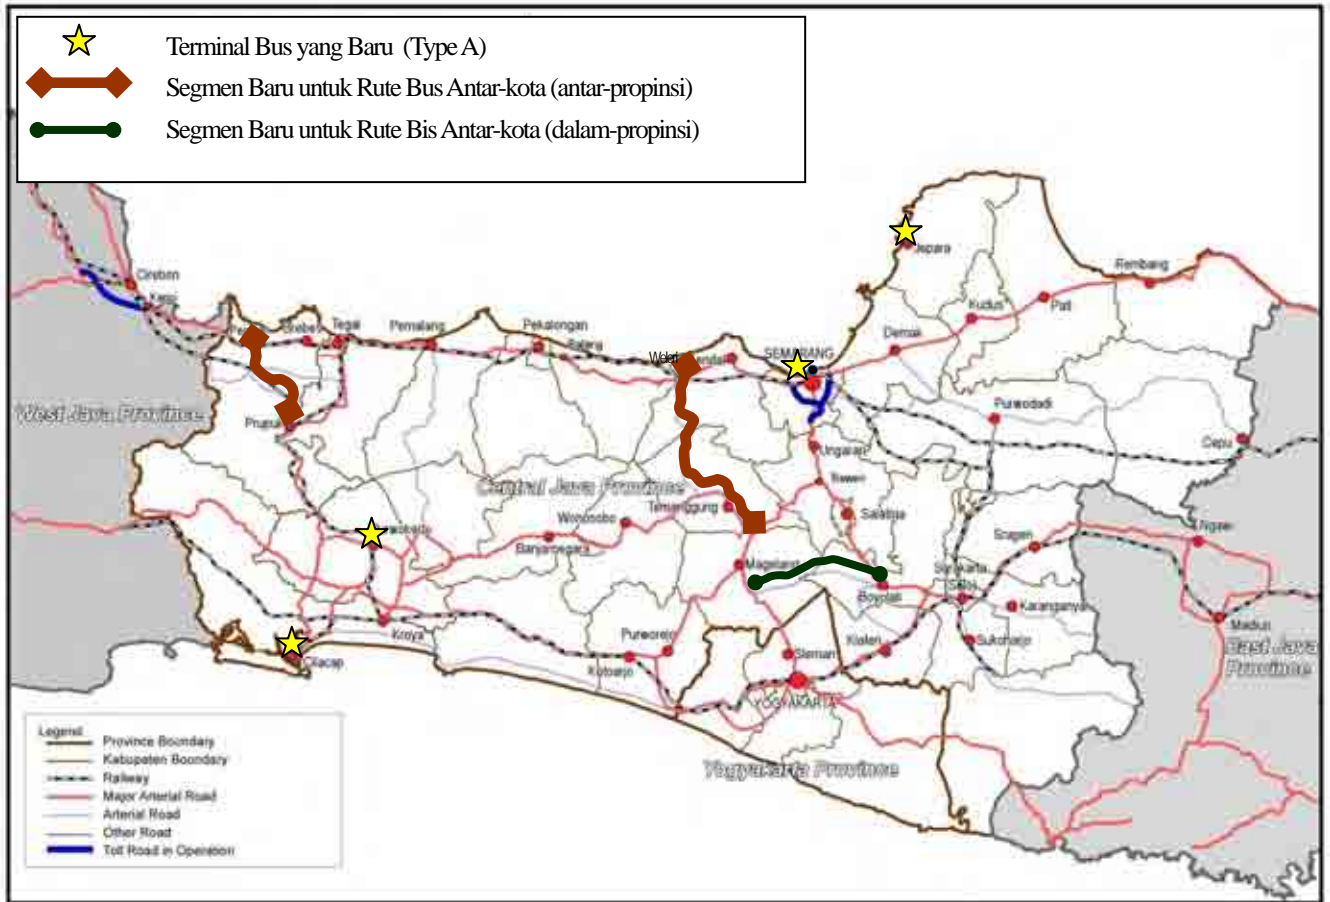 Terminal Bus yang Baru (Type A)
Segmen Baru untuk Rute Bus Antar-kota (antar-propinsi)
Segmen Baru untuk Rute Bis Antar-kota (dalam-propinsi)
Jepara
Rembang
Cirebon
Pati
Kudus
Demak
Tegal
Pemalang
Pekalongan
Batang
Weleri
SEMARANG
West Java Province
Purwodadi
Cepu
Ungaran
Bawen
Central Java Province
Temanggung
Salatiga
Wonosobo
Banjarnegara
Sragen
Ngawi
Magelang
Boyolali
Surakarta
(Solo)
Karanganyar
Madiun
Kroya
Purworejo
Klaten
Sukoharjo
Sleman
East Java
Province
Cilacap
Kutoarjo
YOGYAKARTA
Yogyakarta Province
Legend
Province Boundary
Kabupaten Boundary
Railway
Major Arterial Road
Arterial Road
Other Road
Toll Road in Operation